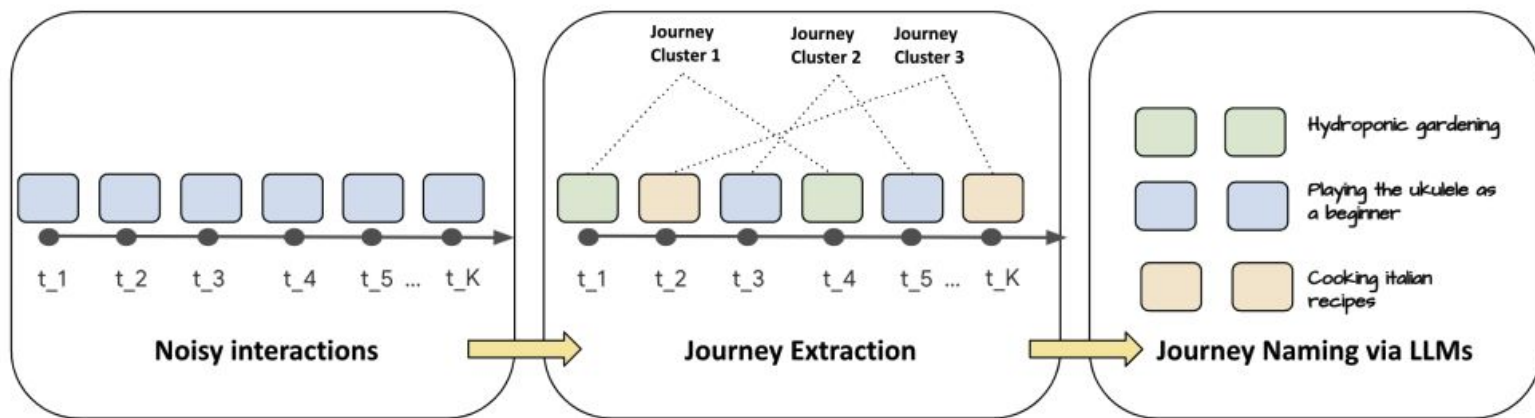 t_1 t_2 t_3 t_4 t_5 ... t_K
Noisy interactions
Journey
Cluster 1
Journey
Cluster 2
Journey
Cluster 3
t_1 t_2 t_3 t_4 t_5 ... t_K
Journey Extraction
Hydroponic gardening
Playing the ukulele as
a beginner
Cooking italian
recipes
Journey Naming via LLMs